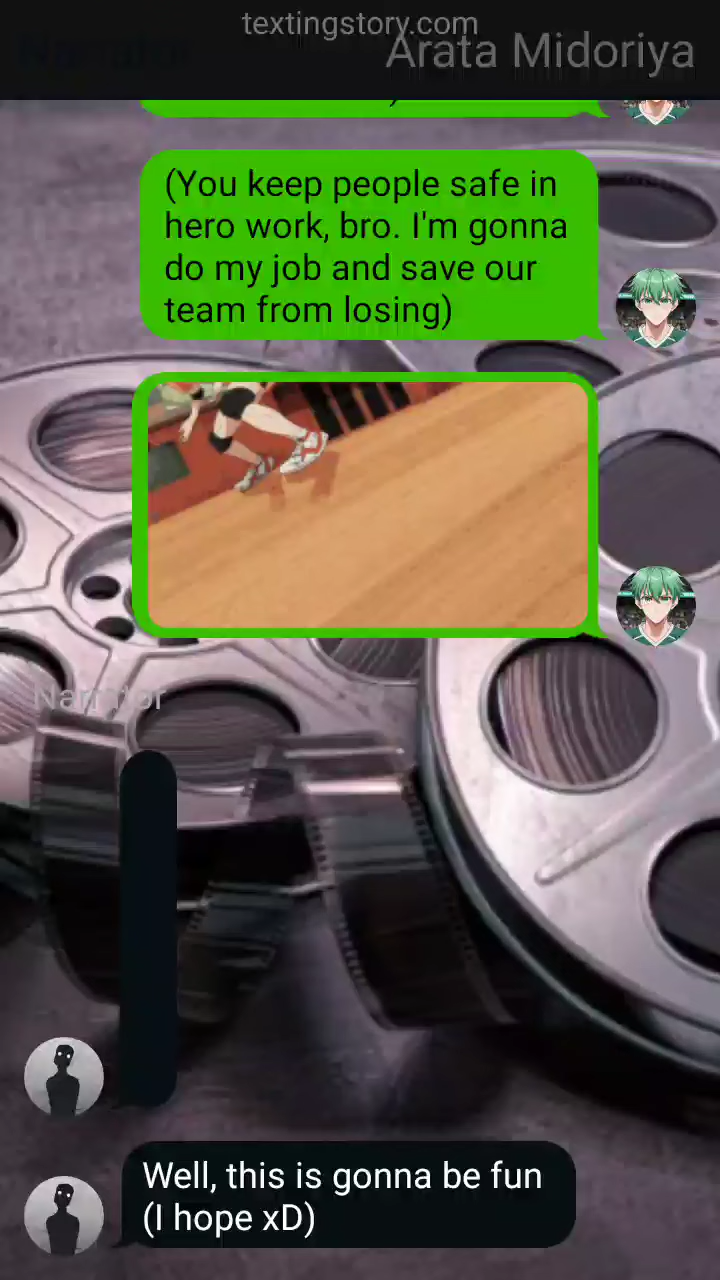 textingstory.com
Arata Midoriya
(You keep people safe in
hero work, bro. I'm gonna
do my job and save our
team from losing)
Narrator
Well, this is gonna be fun
(I hope xD)